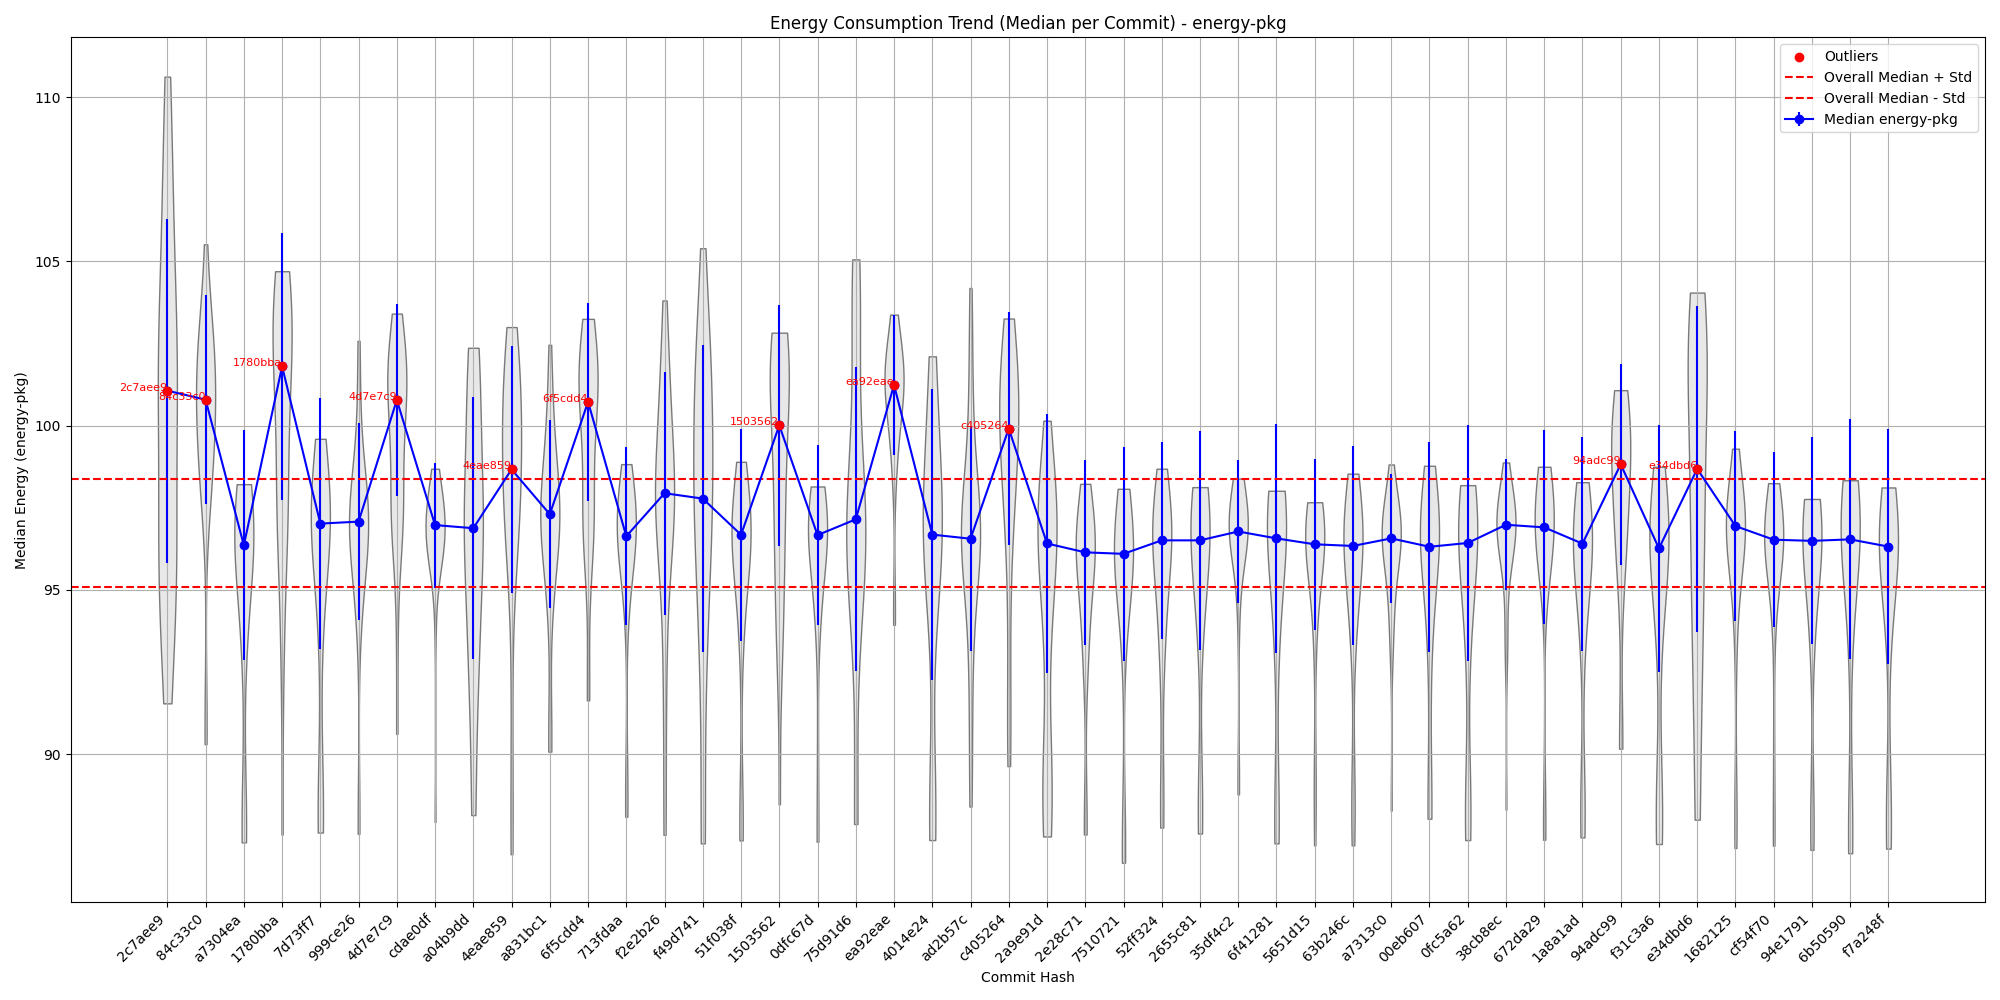 Energy Consumption Trend (Median per Commit) - energy-pkg
Outliers
Overall Median + Std
Overall Median - Std
Median energy-pkg
Median Energy (energy-pkg)
110
105
100
95
90
2c7aee9
84c33c0
1780bba
4d7e7c9
4eae859
6f5cdd4
1503562
ea92eae
c405264
94adc99
e34dbd6
2c7aee9
84c33c0
a7304ea
1780bba
7d73ff7
999ce26
4d7e7c9
cdae0df
a04b9dd
4eae859
a831bc1
6f5cdd4
713fdaa
f2e2b26
f49d741
51f038f
1503562
0dfc67d
75d91d6
ea92eae
4014e24
ad2b57c
c405264
2a9e91d
2e28c71
7510721
52ff324
2655c81
35df4c2
6f41281
5651d15
63b246c
a7313c0
00eb607
0fc5a62
38cb8ec
672da29
1a8a1ad
94adc99
f31c3a6
e34dbd6
1682125
cf54f70
94e1791
6b50590
f7a248f
Commit Hash